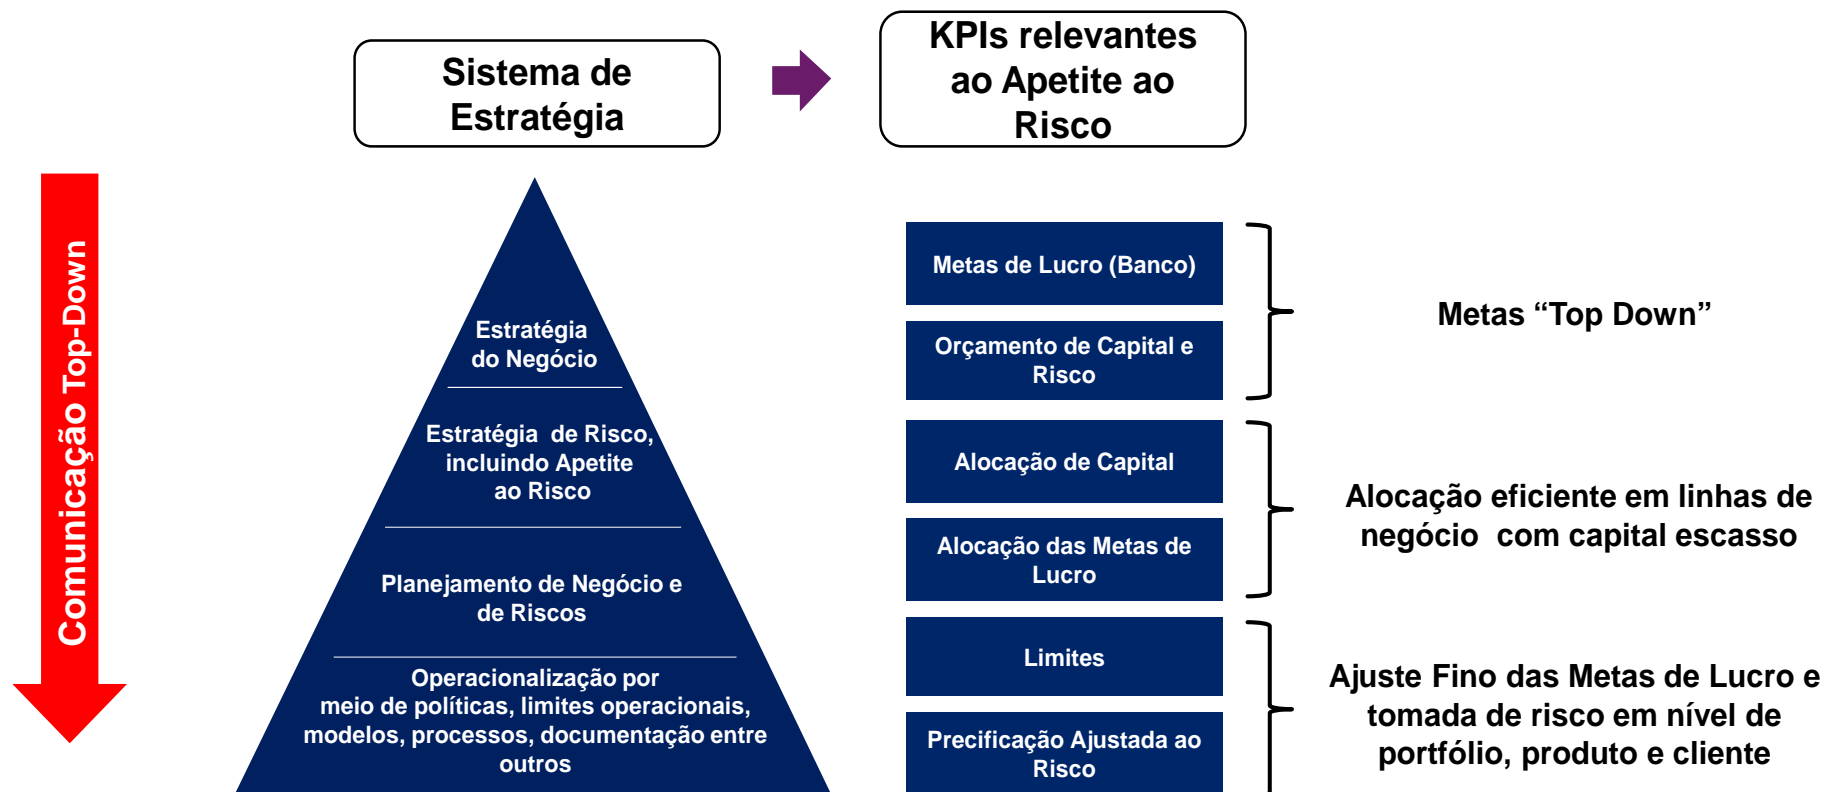 Sistema de
Estratégia
KPIs relevantes
ao Apetite ao
Risco
Comunicação Top-Down
Estratégia
do Negócio
Estratégia de Risco,
incluindo Apetite
ao Risco
Planejamento de Negócio e
de Riscos
Operacionalização por
meio de políticas, limites operacionais,
modelos, processos, documentação entre
outros
Metas de Lucro (Banco)
Orçamento de Capital e
Risco
Alocação de Capital
Alocação das Metas de
Lucro
Limites
Precificação Ajustada ao
Risco
Metas “Top Down”
Alocação eficiente em linhas de
negócio com capital escasso
Ajuste Fino das Metas de Lucro e
tomada de risco em nível de
portfólio, produto e cliente